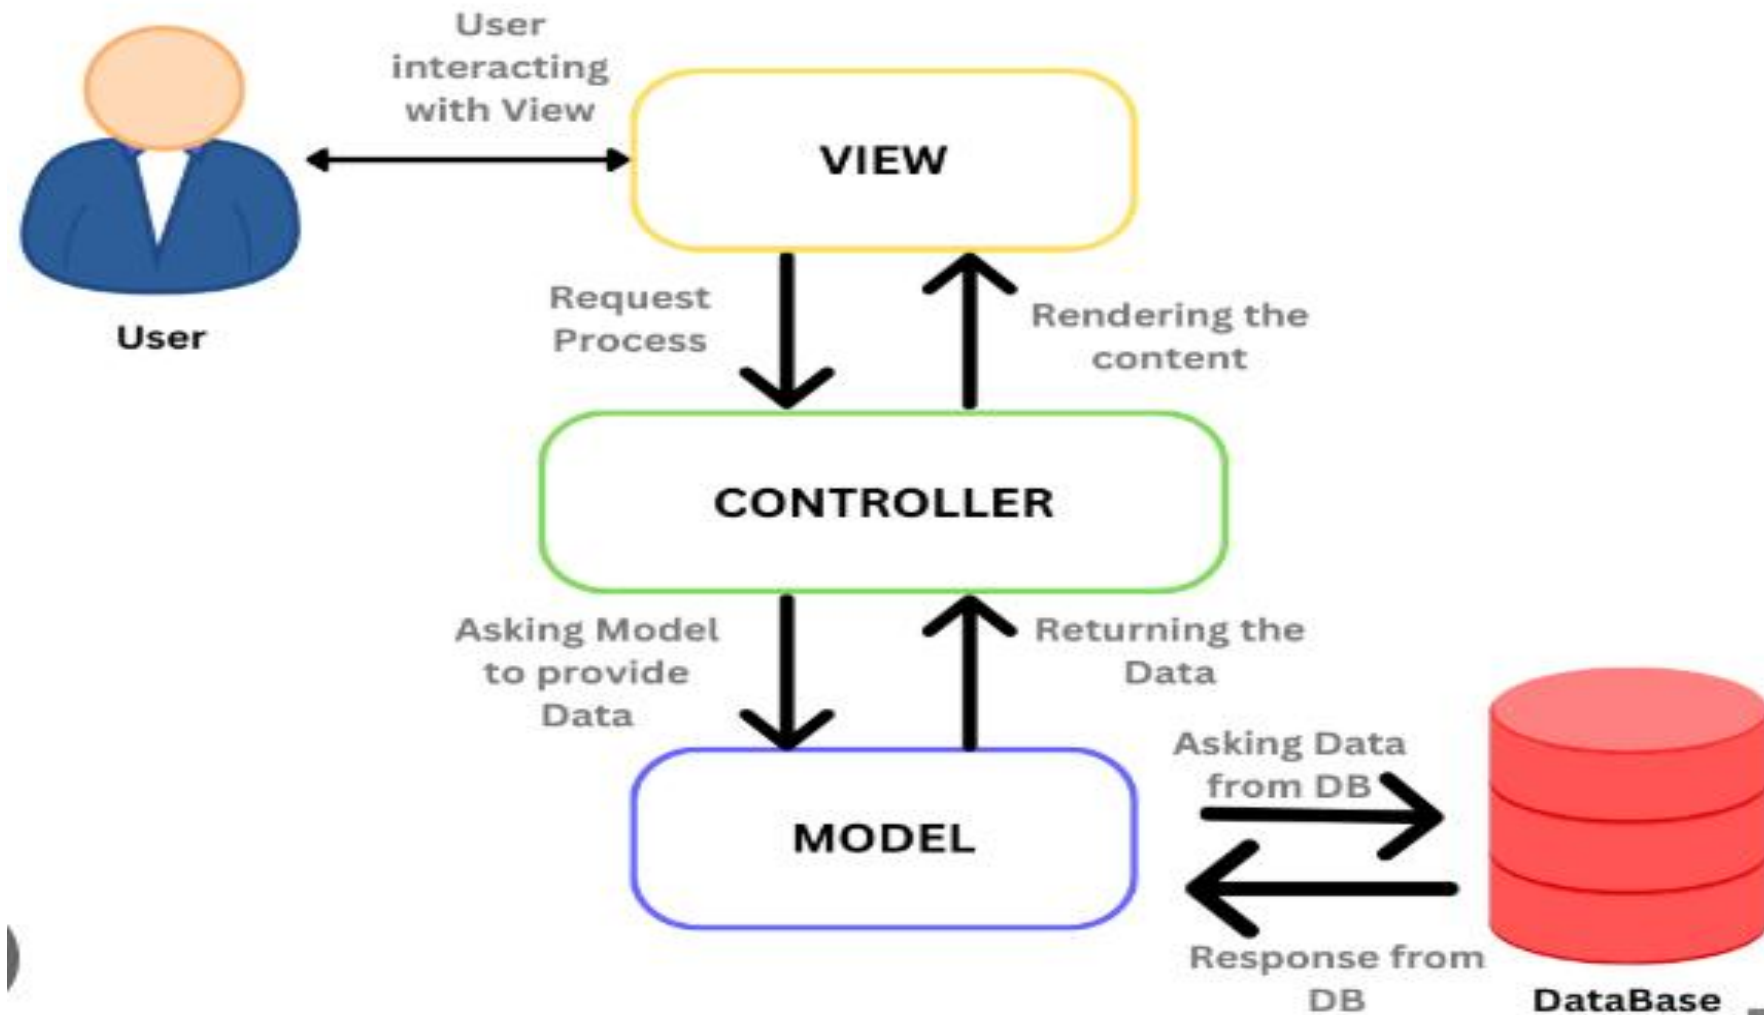 User
interacting
with View
VIEW
User
Request
Process
Rendering the
content
CONTROLLER
Asking Model
to provide
Data
Returning the
Data
Asking Data
from DB
MODEL
Response from
DB
DataBase